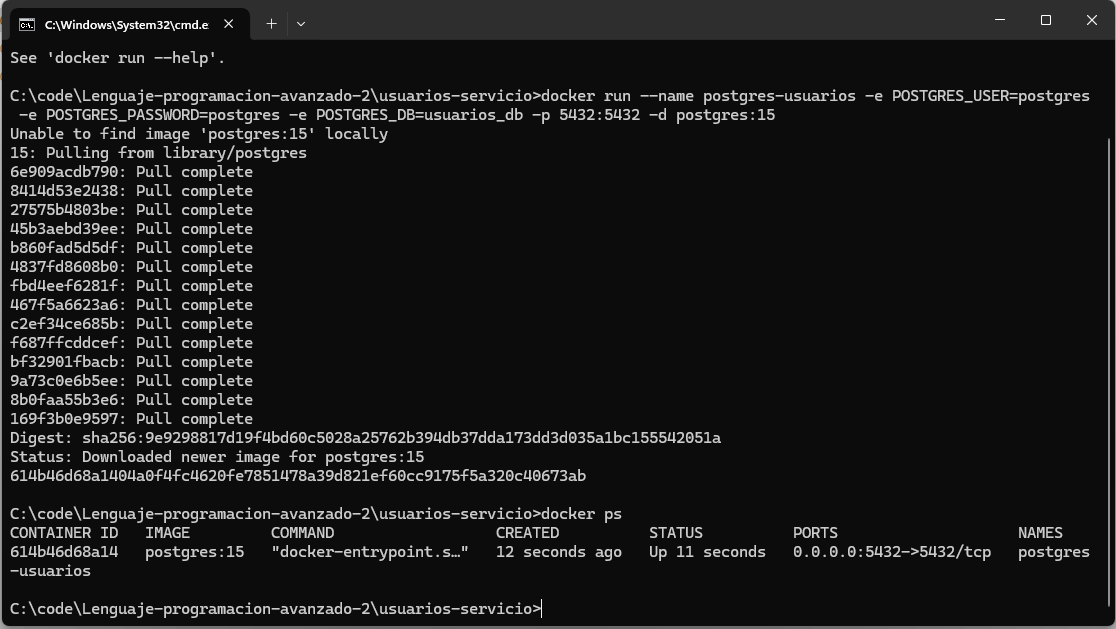 C:\Windows\System32\cmd.e
See 'docker run --help'.
C:\code\Lenguaje-programacion-avanzado-2\usuarios-servicio>docker run --name postgres-usuarios -e POSTGRES_USER=postgres
-e POSTGRES_PASSWORD=postgres -e POSTGRES_DB=usuarios_db -p 5432:5432 -d postgres:15
Unable to find image 'postgres:15' locally
15: Pulling from library/postgres
6e909acdb790: Pull complete
8414d53e2438: Pull complete
27575b4803be: Pull complete
45b3aebd39ee: Pull complete
b860fad5d5df: Pull complete
4837fd8608b0: Pull complete
fbd4eef6281f: Pull complete
467f5a6623a6: Pull complete
c2ef34ce685b: Pull complete
f687ffcddcef: Pull complete
bf32901fbacb: Pull complete
9a73c0e6b5ee: Pull complete
8b0faa55b3e6: Pull complete
169f3b0e9597: Pull complete
Digest: sha256:9e9298817d19f4bd60c5028a25762b394db37dda173dd3d035a1bc155542051a
Status: Downloaded newer image for postgres:15
614b46d68a1404a0f4fc4620fe7851478a39d821ef60cc9175f5a320c40673ab
C:\code\Lenguaje-programacion-avanzado-2\usuarios-servicio>docker ps
CONTAINER ID   IMAGE         COMMAND                  CREATED          STATUS          PORTS                    NAMES
614b46d68a14   postgres:15   "docker-entrypoint.s…"   12 seconds ago   Up 11 seconds   0.0.0.0:5432->5432/tcp   postgres
-usuarios
C:\code\Lenguaje-programacion-avanzado-2\usuarios-servicio>